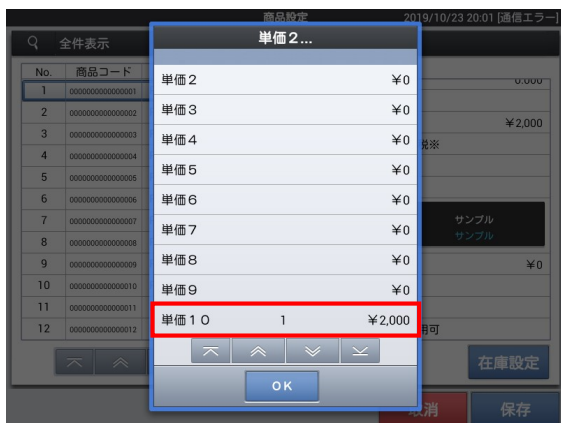 商品設定 2019/10/23 20:01 [通信エラー]
全件表示
単価2...
No. 商品コード
1 0000000000000001
2 0000000000000002
3 0000000000000003
4 0000000000000004
5 0000000000000005
6 0000000000000006
7 0000000000000007
8 0000000000000008
9 0000000000000009
10 0000000000000010
11 0000000000000011
12 0000000000000012
単価2 ¥0
単価3 ¥0
単価4 ¥0
単価5 ¥0
単価6 ¥0
単価7 ¥0
単価8 ¥0
単価9 ¥0
単価10 1 ¥2,000
OK
0.000
¥2,000
税※
サンプル
サンプル
¥0
用可
在庫設定
取消
保存